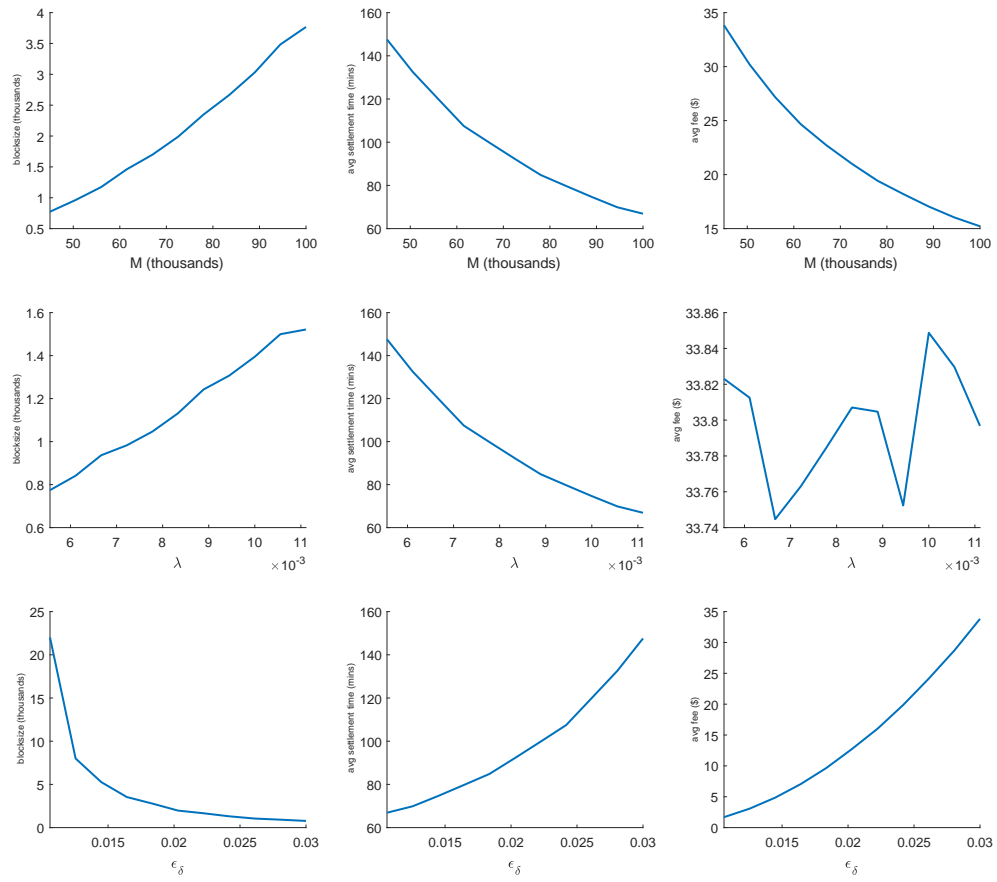 4
3.5
3
2.5
2
1.5
1
0.5
blocksize (thousands)
50 60 70 80 90 100
M (thousands)
160
140
120
100
80
60
avg settlement time (mins)
50 60 70 80 90 100
M (thousands)
35
30
25
20
15
avg fee ($)
50 60 70 80 90 100
M (thousands)
1.6
1.4
1.2
1
0.8
0.6
blocksize (thousands)
6 7 8 9 10 11
λ ×10⁻³
160
140
120
100
80
60
avg settlement time (mins)
6 7 8 9 10 11
λ ×10⁻³
33.86
33.84
33.82
33.8
33.78
33.76
33.74
avg fee ($)
6 7 8 9 10 11
λ ×10⁻³
25
20
15
10
5
0
blocksize (thousands)
0.015 0.02 0.025 0.03
ϵ_δ
160
140
120
100
80
60
avg settlement time (mins)
0.015 0.02 0.025 0.03
ϵ_δ
35
30
25
20
15
10
5
0
avg fee ($)
0.015 0.02 0.025 0.03
ϵ_δ